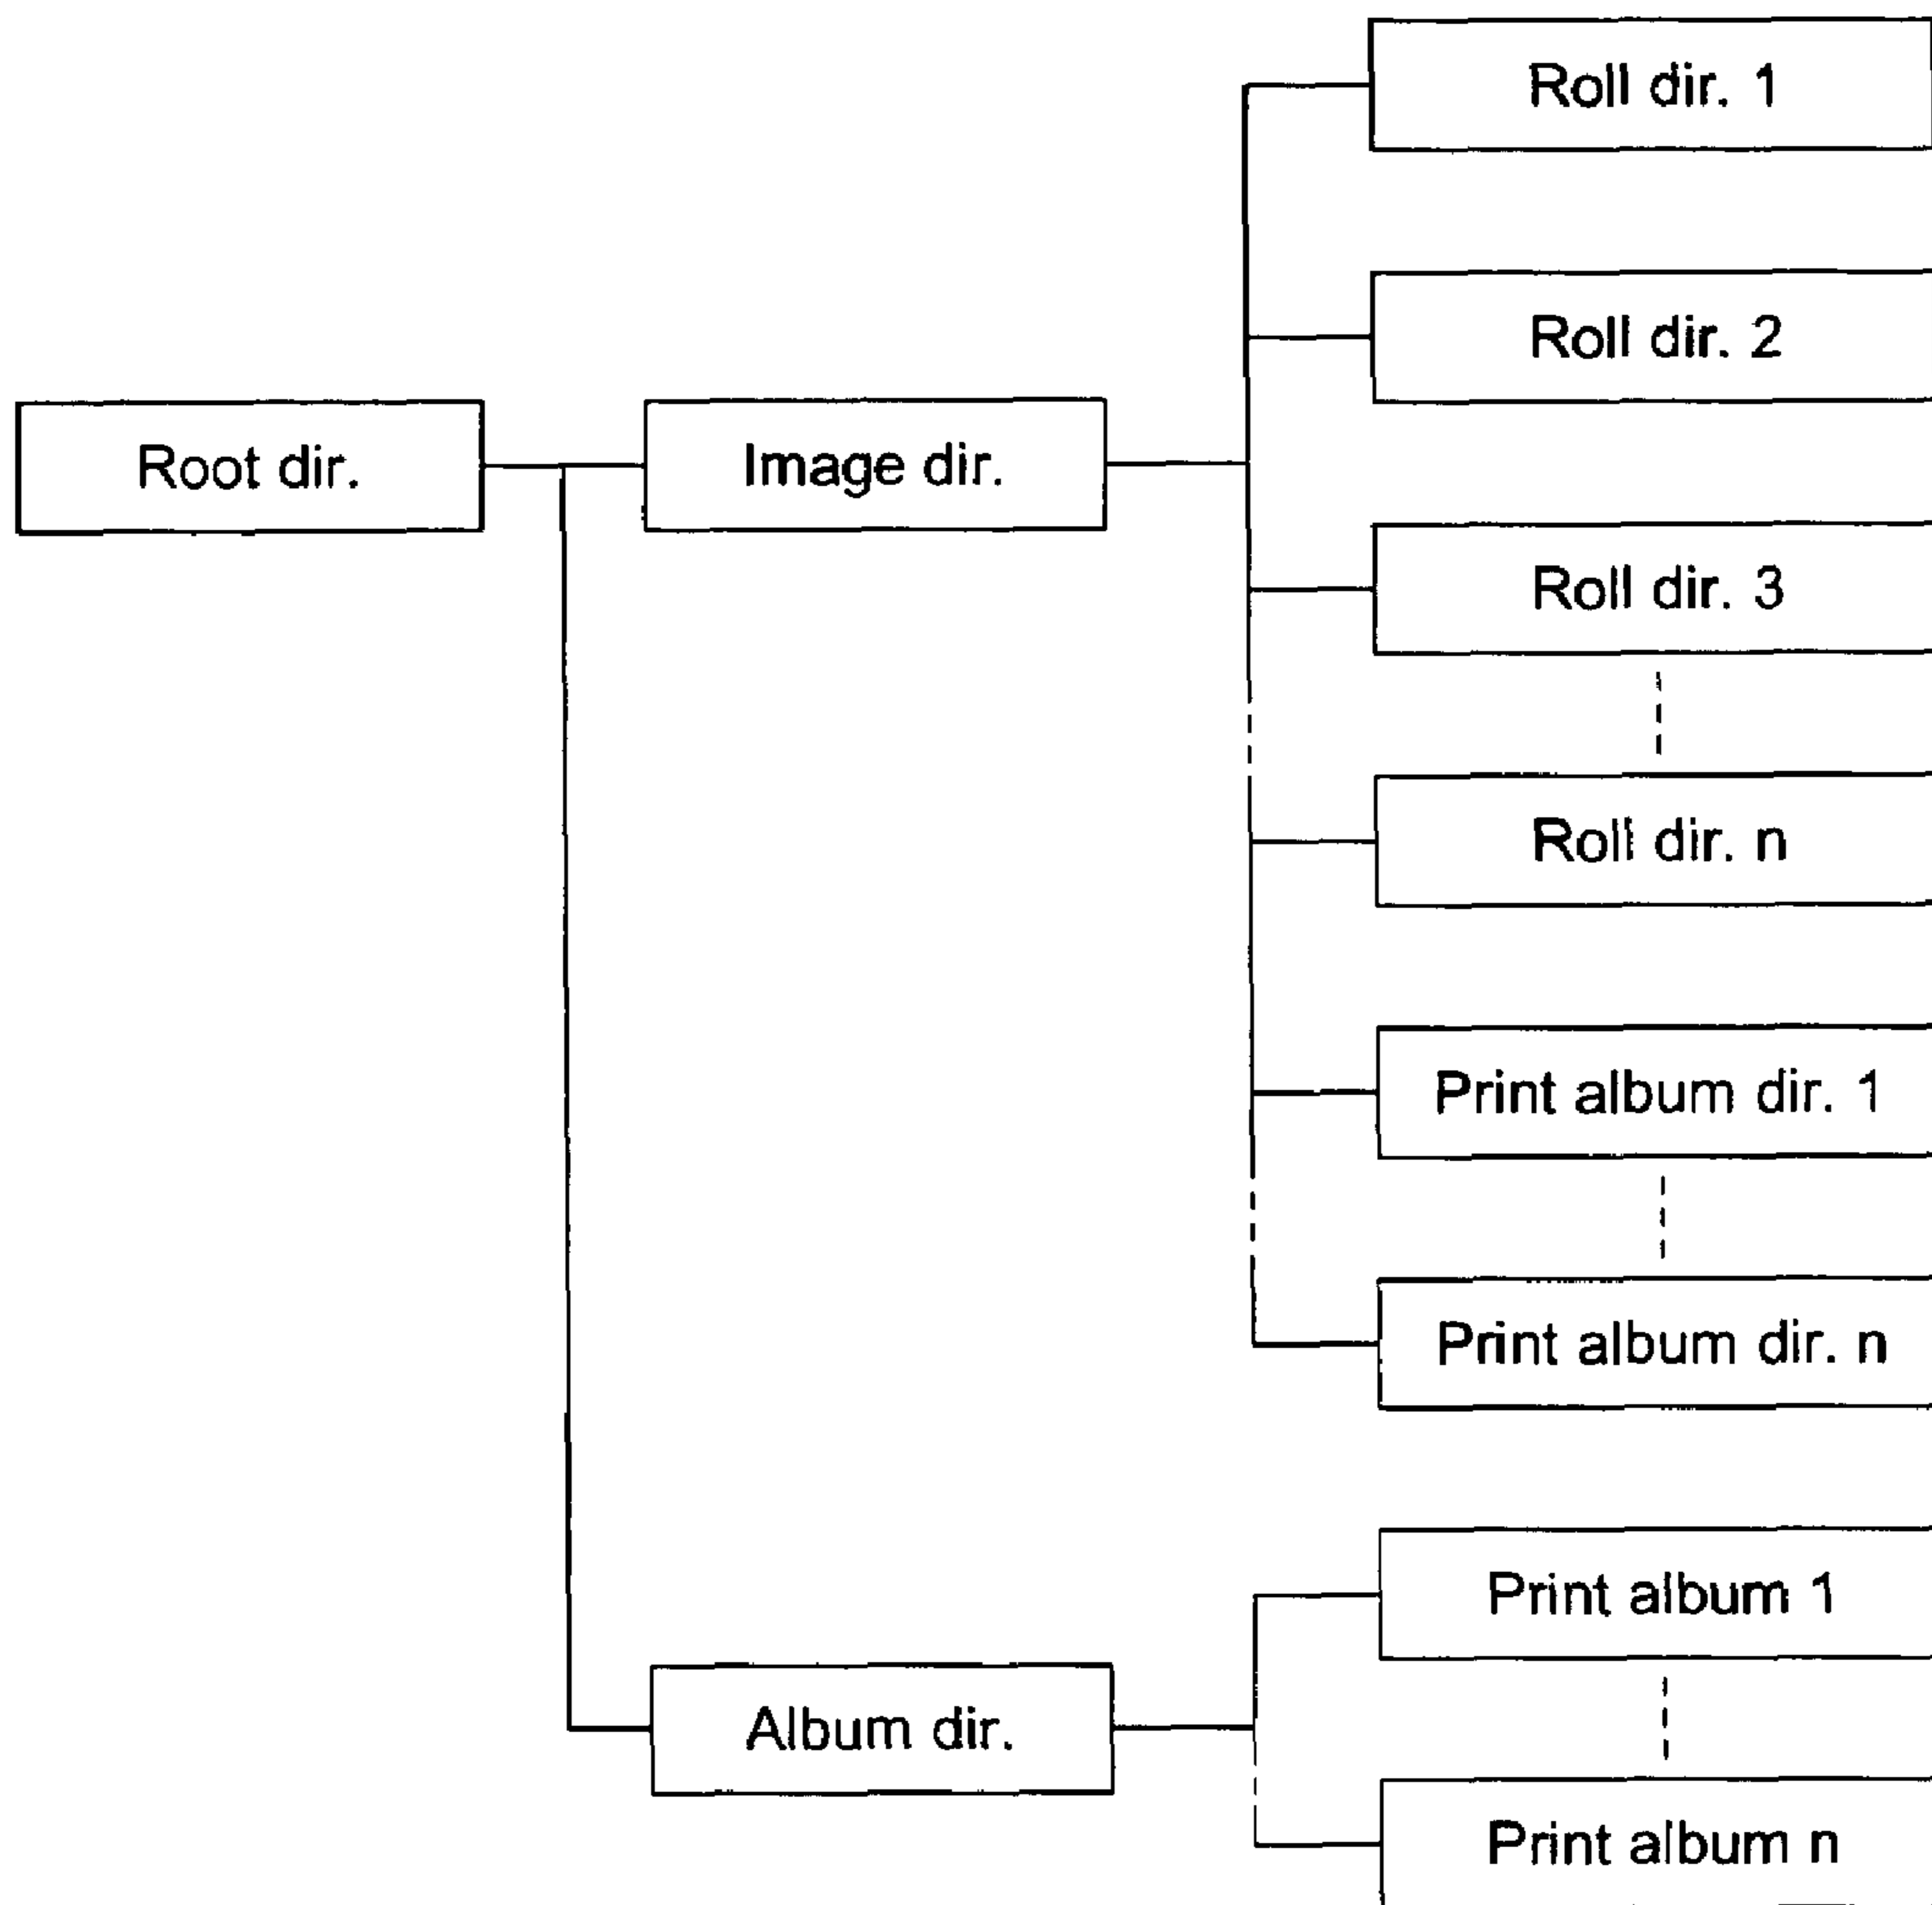 Roll dir. 1
Roll dir. 2
Root dir.
Image dir.
Roll dir. 3
Roll dir. n
Print album dir. 1
Print album dir. n
Print album 1
Album dir.
Print album n